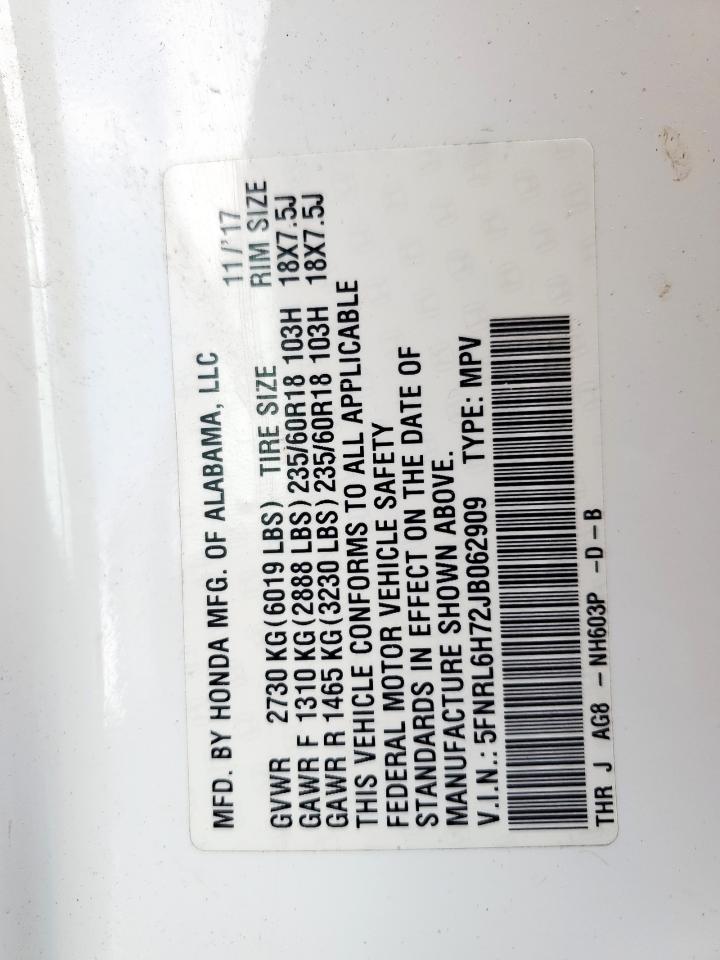 MFD. BY HONDA MFG. OF ALABAMA, LLC 11/'17
GVWR 2730 KG(6019 LBS) TIRE SIZE RIM SIZE
GAWR F 1310 KG(2888 LBS)235/60R18 103H 18X7.5J
GAWR R 1465 KG(3230 LBS)235/60R18 103H 18X7.5J
THIS VEHICLE CONFORMS TO ALL APPLICABLE
FEDERAL MOTOR VEHICLE SAFETY
STANDARDS IN EFFECT ON THE DATE OF
MANUFACTURE SHOWN ABOVE.
V.I.N.: 5FNRL6H72JB062909 TYPE: MPV
THR J AG8 -NH603P -D-B